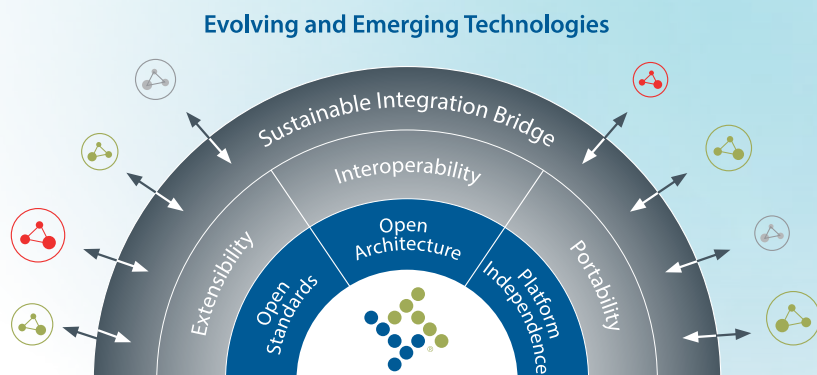 Evolving and Emerging Technologies
Sustainable Integration Bridge
Interoperability
Extensibility
Portability
Open
Architecture
Open
Standards
Platform
Independence
®